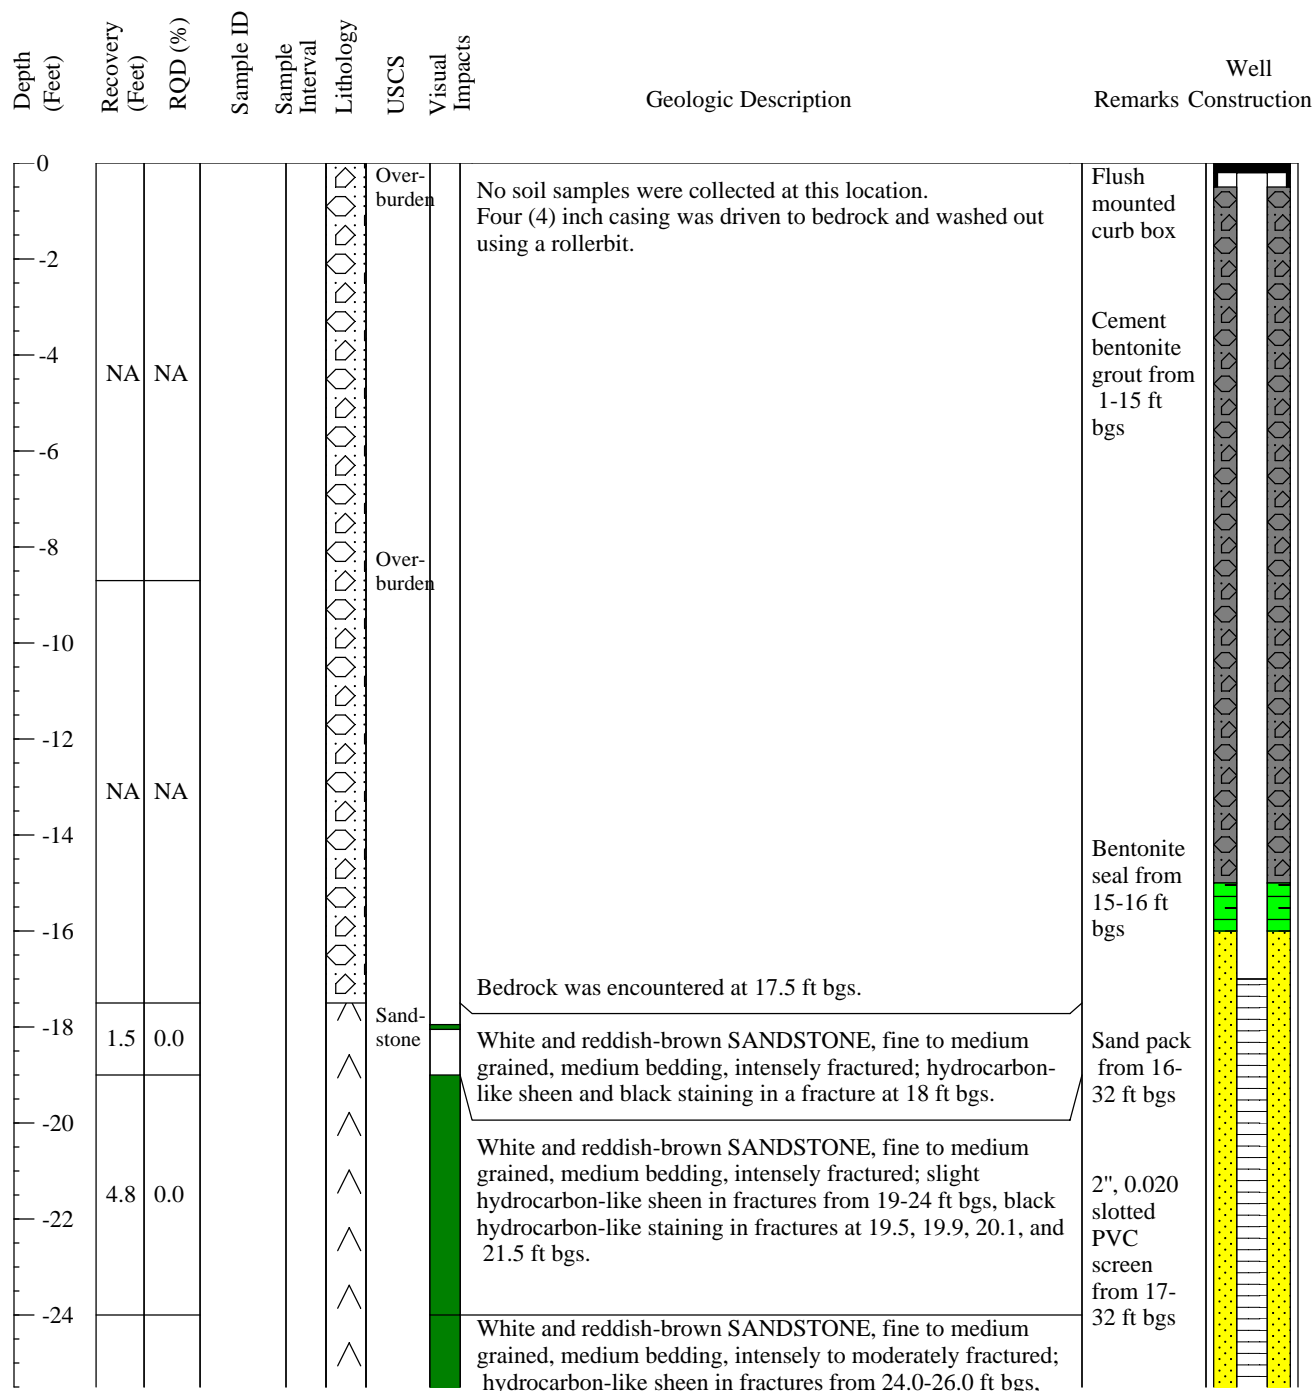 Depth
(Feet)
Recovery
(Feet)
RQD (%)
Sample ID
Sample
Interval
Lithology
USCS
Visual
Impacts
Geologic Description
Remarks
Well
Construction
0
-2
-4
-6
-8
-10
-12
-14
-16
-18
-20
-22
-24
NA NA
NA NA
1.5 0.0
4.8 0.0
Over-
burden
Over-
burden
Sand-
stone
No soil samples were collected at this location.
Four (4) inch casing was driven to bedrock and washed out
using a rollerbit.
Bedrock was encountered at 17.5 ft bgs.
White and reddish-brown SANDSTONE, fine to medium
grained, medium bedding, intensely fractured; hydrocarbon-
like sheen and black staining in a fracture at 18 ft bgs.
White and reddish-brown SANDSTONE, fine to medium
grained, medium bedding, intensely fractured; slight
hydrocarbon-like sheen in fractures from 19-24 ft bgs, black
hydrocarbon-like staining in fractures at 19.5, 19.9, 20.1, and
21.5 ft bgs.
White and reddish-brown SANDSTONE, fine to medium
grained, medium bedding, intensely to moderately fractured;
hydrocarbon-like sheen in fractures from 24.0-26.0 ft bgs,
Flush
mounted
curb box
Cement
bentonite
grout from
1-15 ft
bgs
Bentonite
seal from
15-16 ft
bgs
Sand pack
from 16-
32 ft bgs
2", 0.020
slotted
PVC
screen
from 17-
32 ft bgs